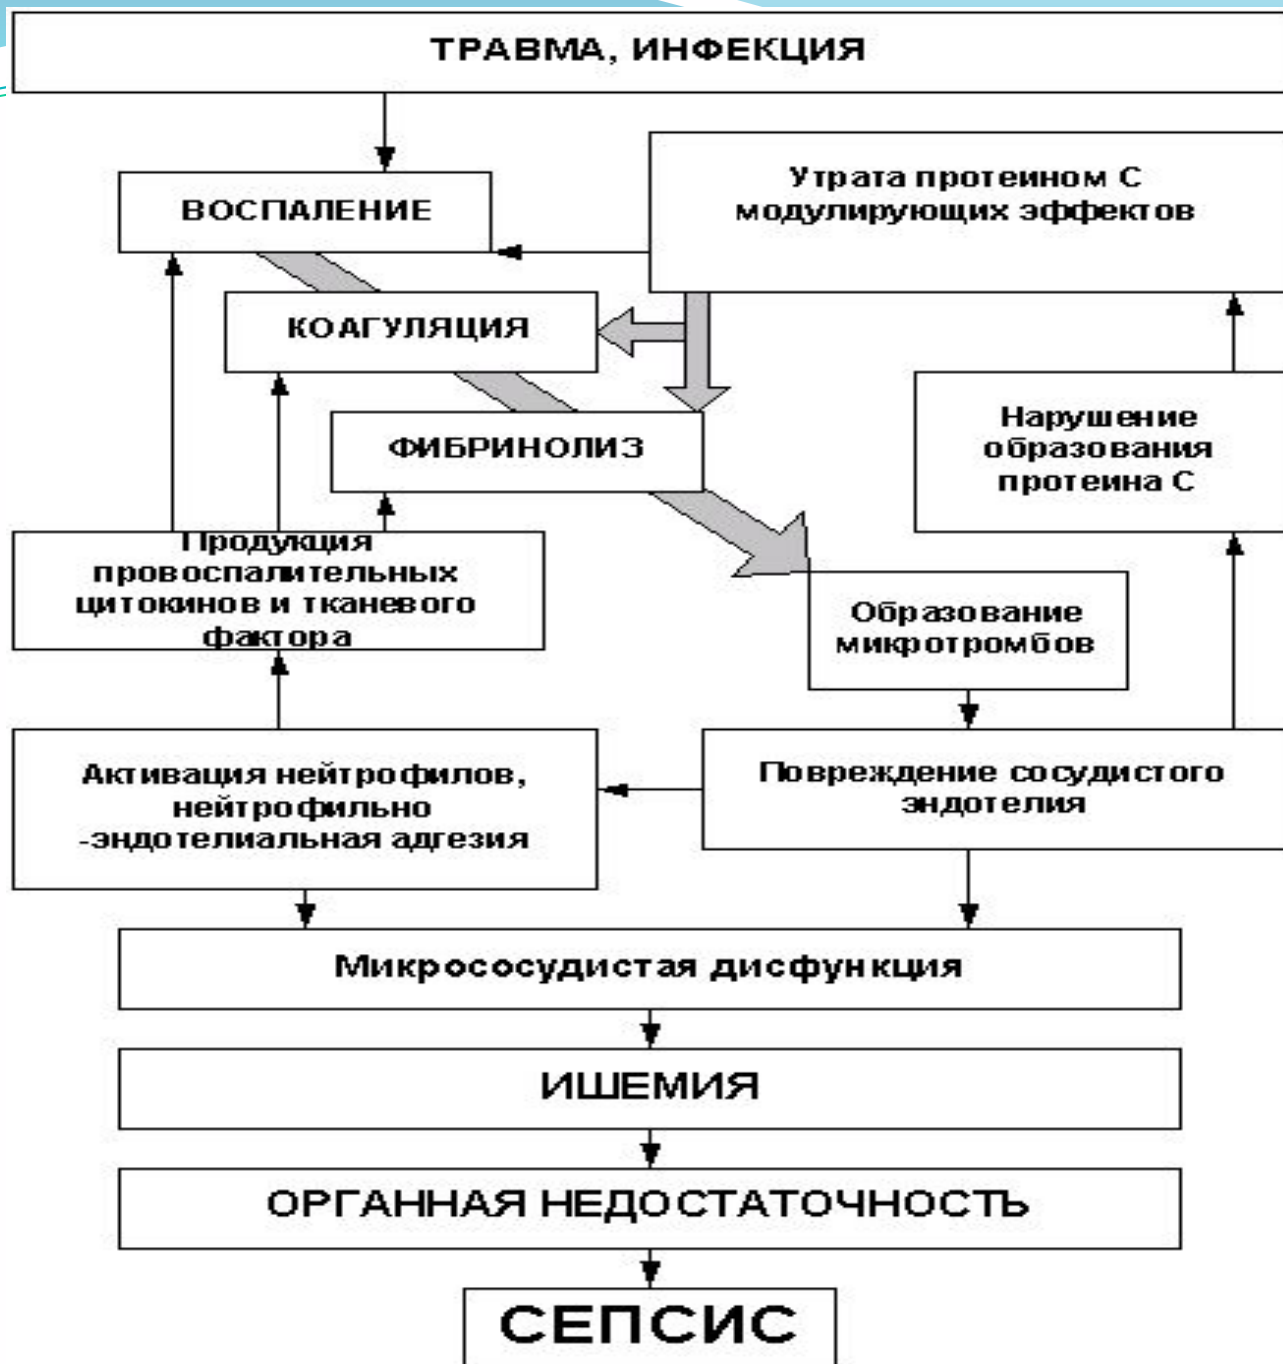 ТРАВМА, ИНФЕКЦИЯ
Утрата протеином С
модулирующих эффектов
ВОСПАЛЕНИЕ
КОАГУЛЯЦИЯ
ФИБРИНОЛИЗ
Нарушение
образования
протеина С
Продукция
провоспалительных
цитокинов и тканевого
фактора
Образование
микротромбов
Активация нейтрофилов,
нейтрофильно
-эндотелиальная адгезия
Повреждение сосудистого
эндотелия
Микрососудистая дисфункция
ИШЕМИЯ
ОРГАННАЯ НЕДОСТАТОЧНОСТЬ
СЕПСИС